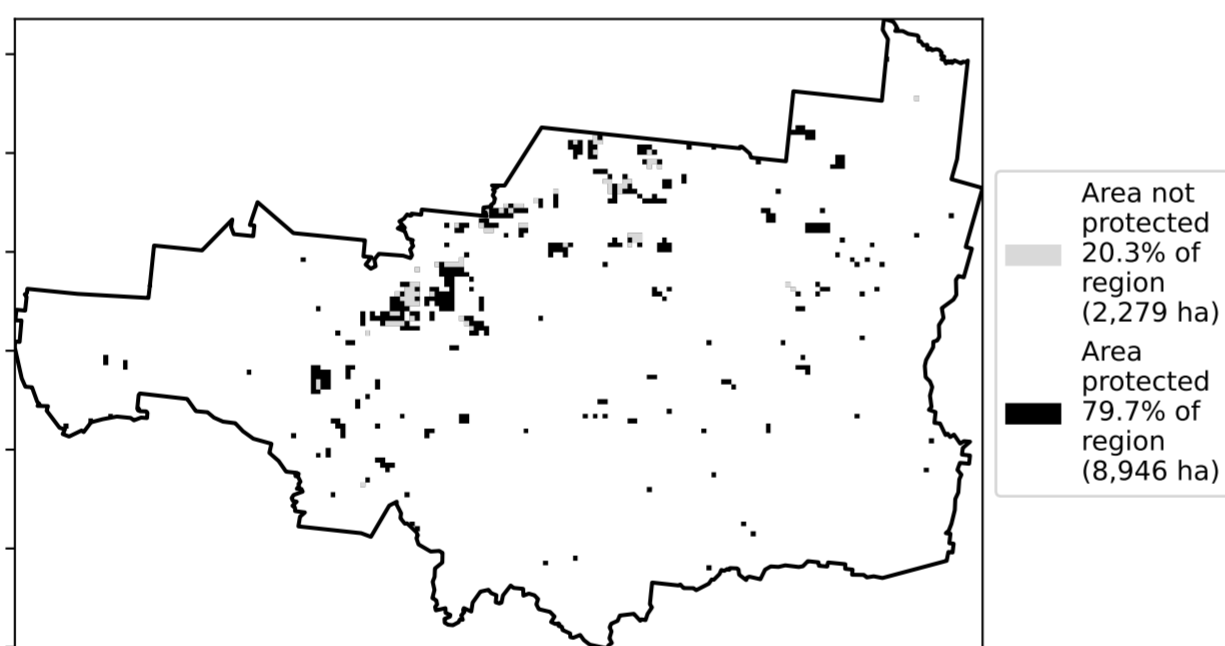 Area not
protected
20.3% of
region
(2,279 ha)
Area
protected
79.7% of
region
(8,946 ha)